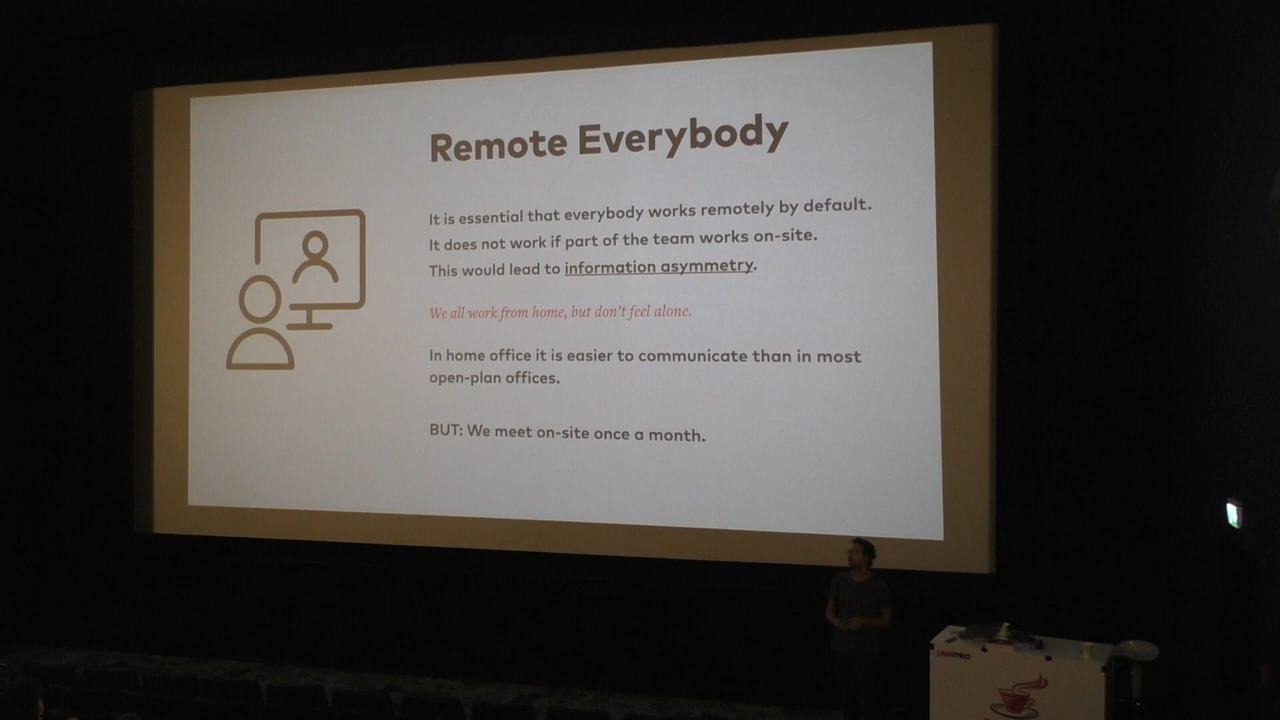 Remote Everybody
It is essential that everybody works remotely by default.
It does not work if part of the team works on-site.
This would lead to information asymmetry.
We all work from home, but don't feel alone.
In home office it is easier to communicate than in most
open-plan offices.
BUT: We meet on-site once a month.